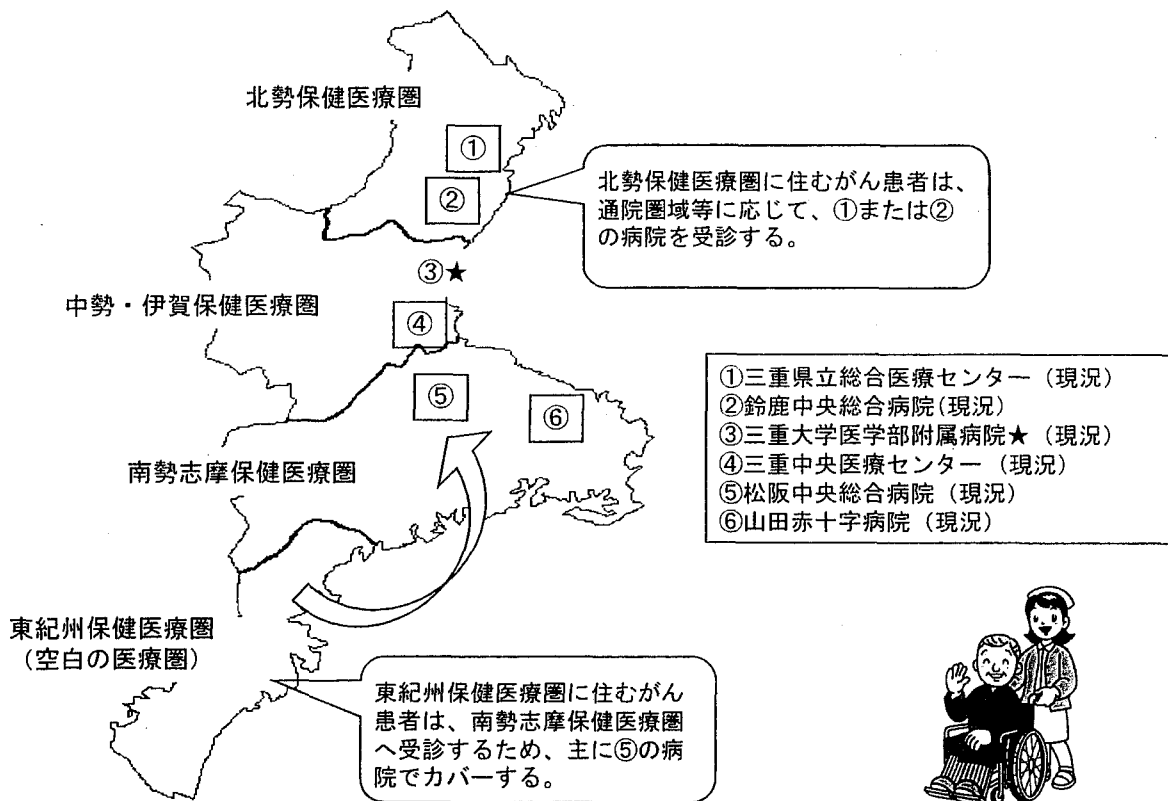 北勢保健医療圏
①
②
北勢保健医療圏に住むがん患者は、
通院圏域等に応じて、①または②
の病院を受診する。
③★
中勢・伊賀保健医療圏
④
⑤
⑥
①三重県立総合医療センター（現況）
②鈴鹿中央総合病院(現況）
③三重大学医学部附属病院★（現況）
④三重中央医療センター（現況）
⑤松阪中央総合病院（現況）
⑥山田赤十字病院（現況）
南勢志摩保健医療圏
東紀州保健医療圏
（空白の医療圏）
東紀州保健医療圏に住むがん
患者は、南勢志摩保健医療圏
へ受診するため、主に⑤の病
院でカバーする。